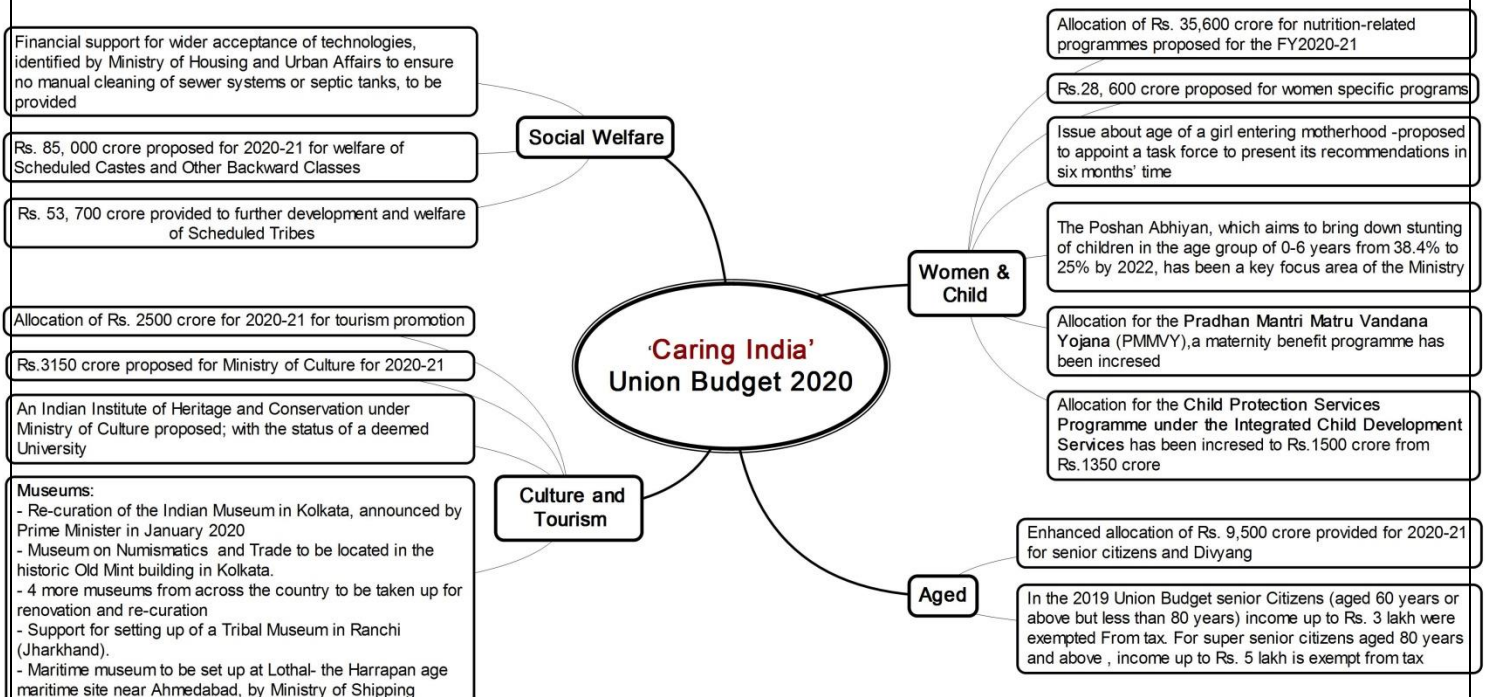 Financial support for wider acceptance of technologies,
identified by Ministry of Housing and Urban Affairs to ensure
no manual cleaning of sewer systems or septic tanks, to be
provided
Rs. 85, 000 crore proposed for 2020-21 for welfare of
Scheduled Castes and Other Backward Classes
Rs. 53, 700 crore provided to further development and welfare
of Scheduled Tribes
Social Welfare
Allocation of Rs. 2500 crore for 2020-21 for tourism promotion
Rs.3150 crore proposed for Ministry of Culture for 2020-21
An Indian Institute of Heritage and Conservation under
Ministry of Culture proposed; with the status of a deemed
University
Museums:
- Re-curation of the Indian Museum in Kolkata, announced by
Prime Minister in January 2020
- Museum on Numismatics and Trade to be located in the
historic Old Mint building in Kolkata.
- 4 more museums from across the country to be taken up for
renovation and re-curation
- Support for setting up of a Tribal Museum in Ranchi
(Jharkhand).
- Maritime museum to be set up at Lothal- the Harrapan age
maritime site near Ahmedabad, by Ministry of Shipping
Culture and
Tourism
‘Caring India’
Union Budget 2020
Women &
Child
Allocation of Rs. 35,600 crore for nutrition-related
programmes proposed for the FY2020-21
Rs.28, 600 crore proposed for women specific programs
Issue about age of a girl entering motherhood -proposed
to appoint a task force to present its recommendations in
six months’ time
The Poshan Abhiyan, which aims to bring down stunting
of children in the age group of 0-6 years from 38.4% to
25% by 2022, has been a key focus area of the Ministry
Allocation for the Pradhan Mantri Matru Vandana
Yojana (PMMVY),a maternity benefit programme has
been incresed
Allocation for the Child Protection Services
Programme under the Integrated Child Development
Services has been incresed to Rs.1500 crore from
Rs.1350 crore
Aged
Enhanced allocation of Rs. 9,500 crore provided for 2020-21
for senior citizens and Divyang
In the 2019 Union Budget senior Citizens (aged 60 years or
above but less than 80 years) income up to Rs. 3 lakh were
exempted From tax. For super senior citizens aged 80 years
and above , income up to Rs. 5 lakh is exempt from tax